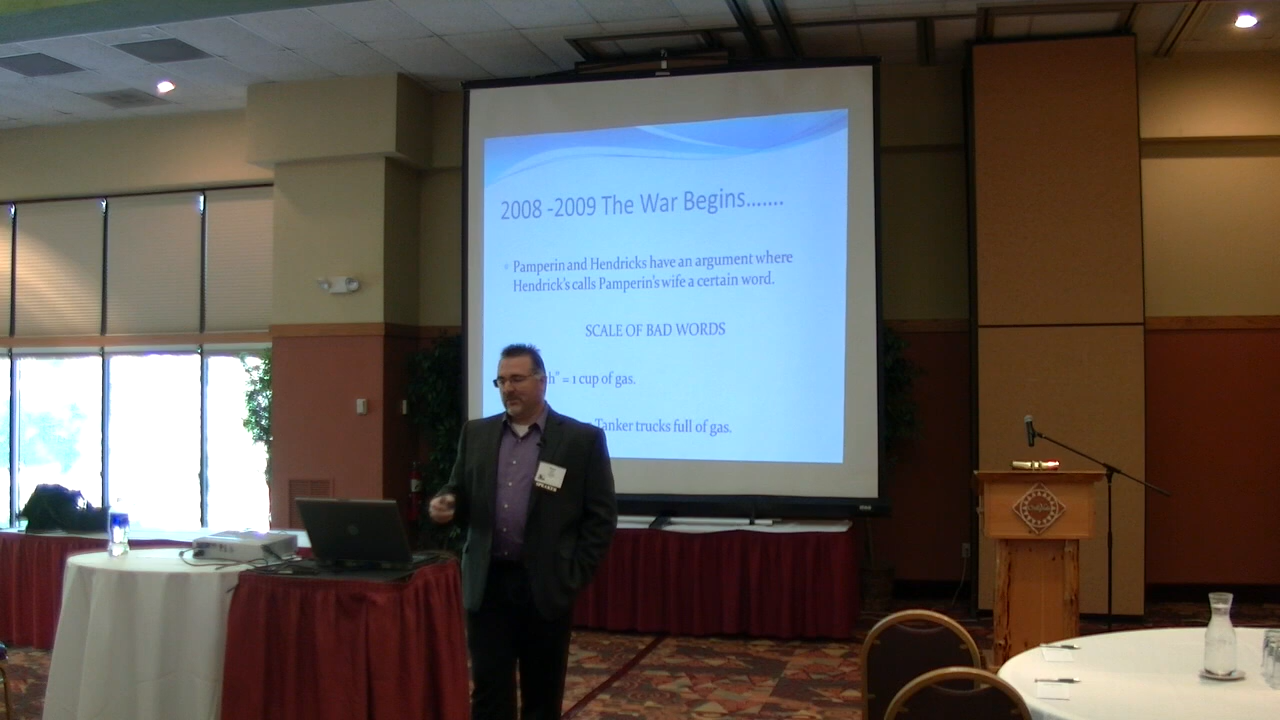 2008 -2009 The War Begins.......
Pamperin and Hendricks have an argument where
Hendrick's calls Pamperin's wife a certain word.
SCALE OF BAD WORDS
h" = 1 cup of gas.
Tanker trucks full of gas.
SPEAKER